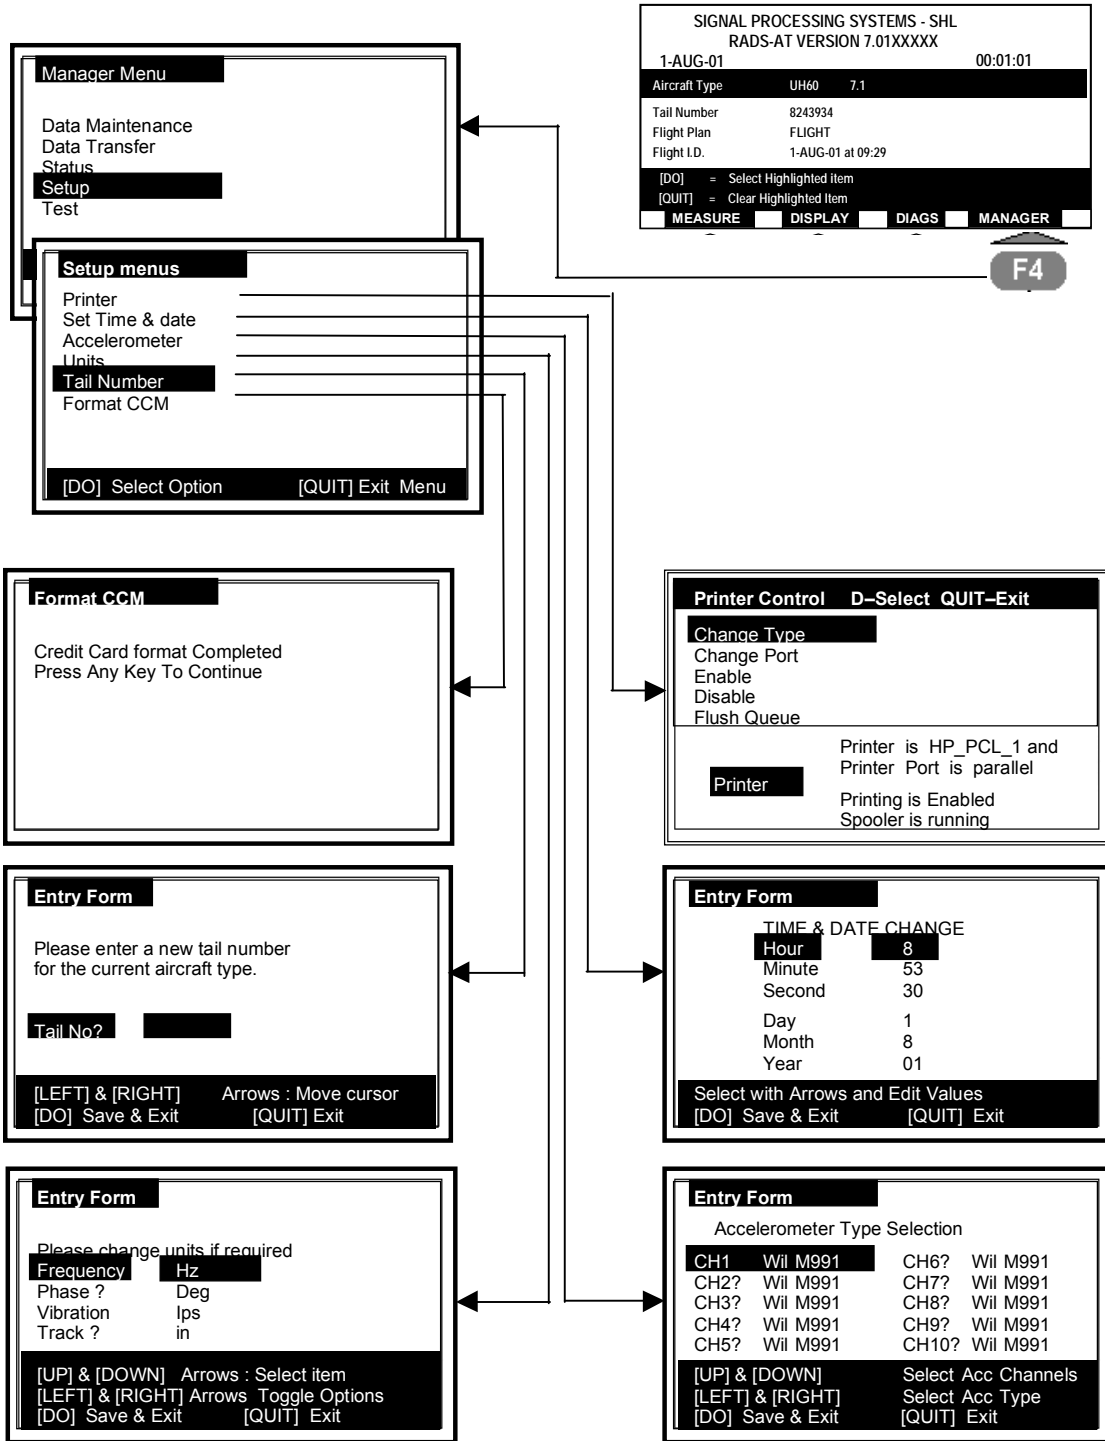 SIGNAL PROCESSING SYSTEMS - SHL
RADS-AT VERSION 7.01XXXXX
1-AUG-01 00:01:01
Aircraft Type UH60 7.1
Tail Number 8243934
Flight Plan FLIGHT
Flight I.D. 1-AUG-01 at 09:29
[DO] = Select Highlighted item
[QUIT] = Clear Highlighted Item
MEASURE DISPLAY DIAGS MANAGER
F4
Manager Menu
Data Maintenance
Data Transfer
Status
Setup
Test
Setup menus
Printer
Set Time & date
Accelerometer
Units
Tail Number
Format CCM
[DO] Select Option [QUIT] Exit Menu
Format CCM
Credit Card format Completed
Press Any Key To Continue
Printer Control D–Select QUIT–Exit
Change Type
Change Port
Enable
Disable
Flush Queue
Printer
Printer is HP_PCL_1 and
Printer Port is parallel
Printing is Enabled
Spooler is running
Entry Form
Please enter a new tail number
for the current aircraft type.
Tail No?
[LEFT] & [RIGHT] Arrows : Move cursor
[DO] Save & Exit [QUIT] Exit
Entry Form
TIME & DATE CHANGE
Hour 8
Minute 53
Second 30
Day 1
Month 8
Year 01
Select with Arrows and Edit Values
[DO] Save & Exit [QUIT] Exit
Entry Form
Please change units if required
Frequency Hz
Phase ? Deg
Vibration Ips
Track ? in
[UP] & [DOWN] Arrows : Select item
[LEFT] & [RIGHT] Arrows Toggle Options
[DO] Save & Exit [QUIT] Exit
Entry Form
Accelerometer Type Selection
CH1 Wil M991 CH6? Wil M991
CH2? Wil M991 CH7? Wil M991
CH3? Wil M991 CH8? Wil M991
CH4? Wil M991 CH9? Wil M991
CH5? Wil M991 CH10? Wil M991
[UP] & [DOWN] Select Acc Channels
[LEFT] & [RIGHT] Select Acc Type
[DO] Save & Exit [QUIT] Exit